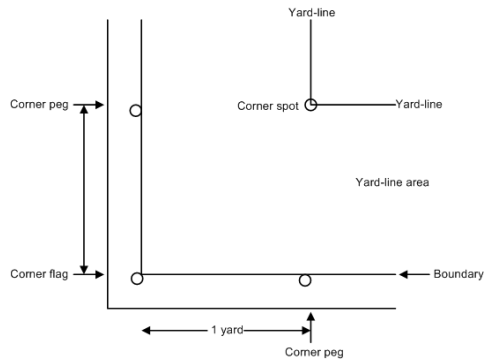 Yard-line
Corner peg
Corner spot
Yard-line
Yard-line area
Corner flag
Boundary
1 yard
Corner peg